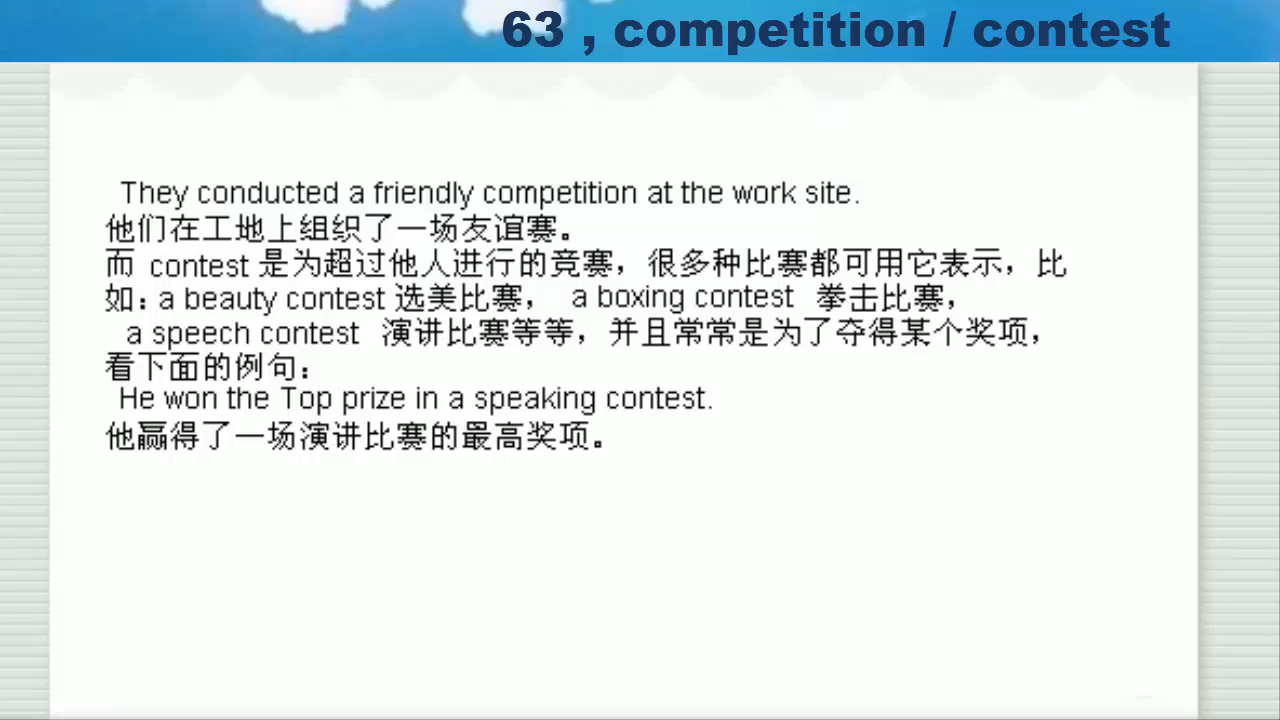 63 , competition / contest
They conducted a friendly competition at the work site.
他们在工地上组织了一场友谊赛。
而 contest 是为超过他人进行的竞赛，很多种比赛都可用它表示，比
如：a beauty contest 选美比赛， a boxing contest 拳击比赛，
a speech contest 演讲比赛等等，并且常常是为了夺得某个奖项，
看下面的例句：
He won the Top prize in a speaking contest.
他赢得了一场演讲比赛的最高奖项。